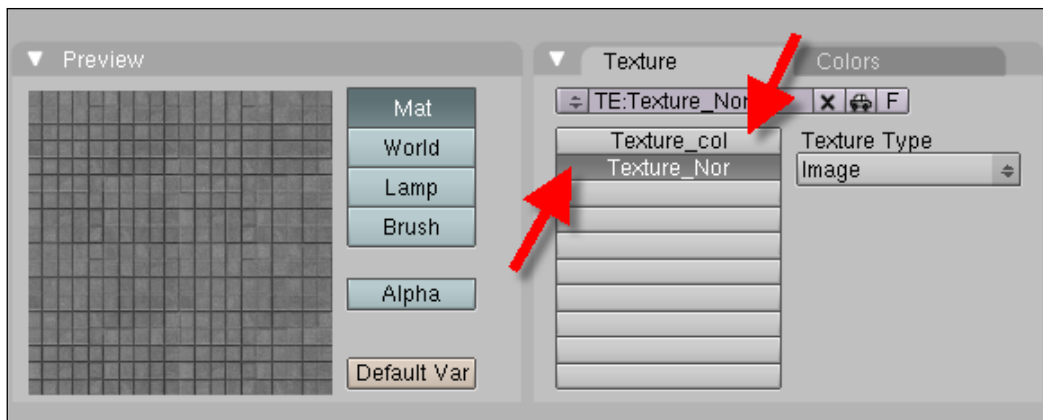 Preview
Mat
World
Lamp
Brush
Alpha
Default Var
Texture
Colors
TE:Texture_Nor
F
Texture_col
Texture Type
Texture_Nor
Image